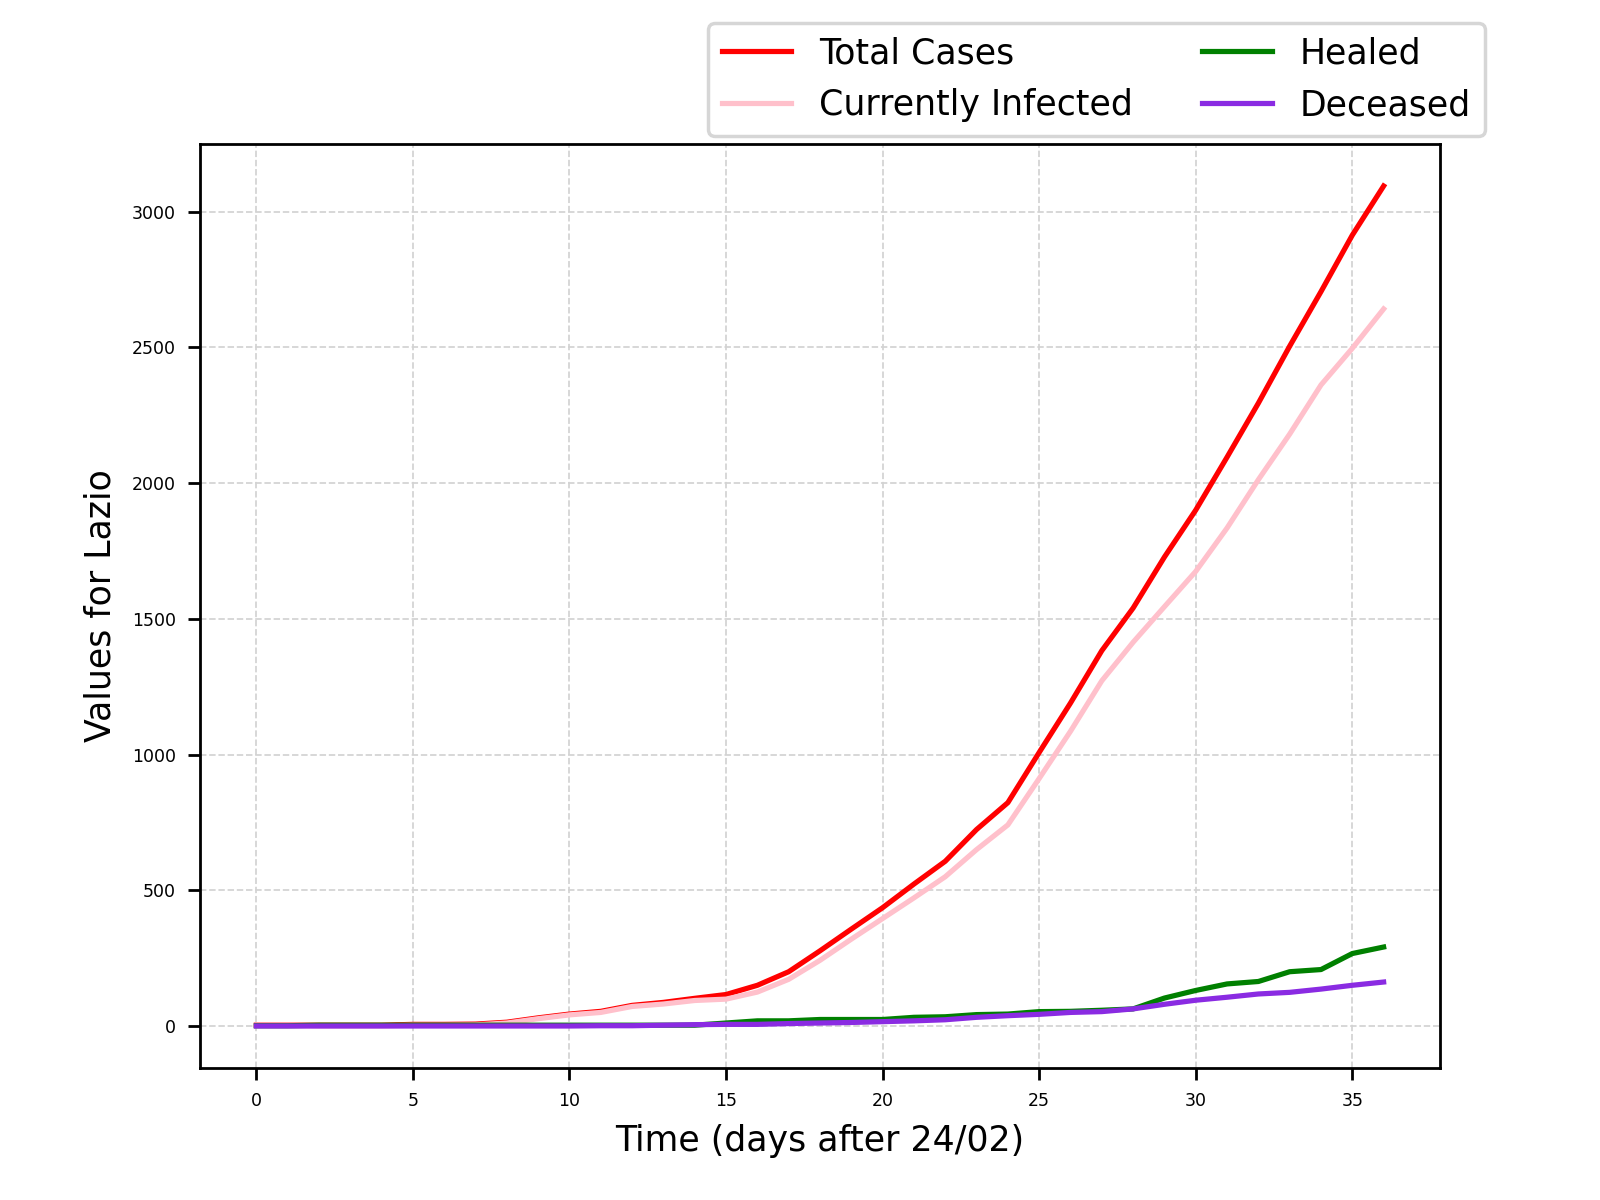 Total Cases
Currently Infected
Healed
Deceased
Values for Lazio
3000
2500
2000
1500
1000
500
0
0 5 10 15 20 25 30 35
Time (days after 24/02)